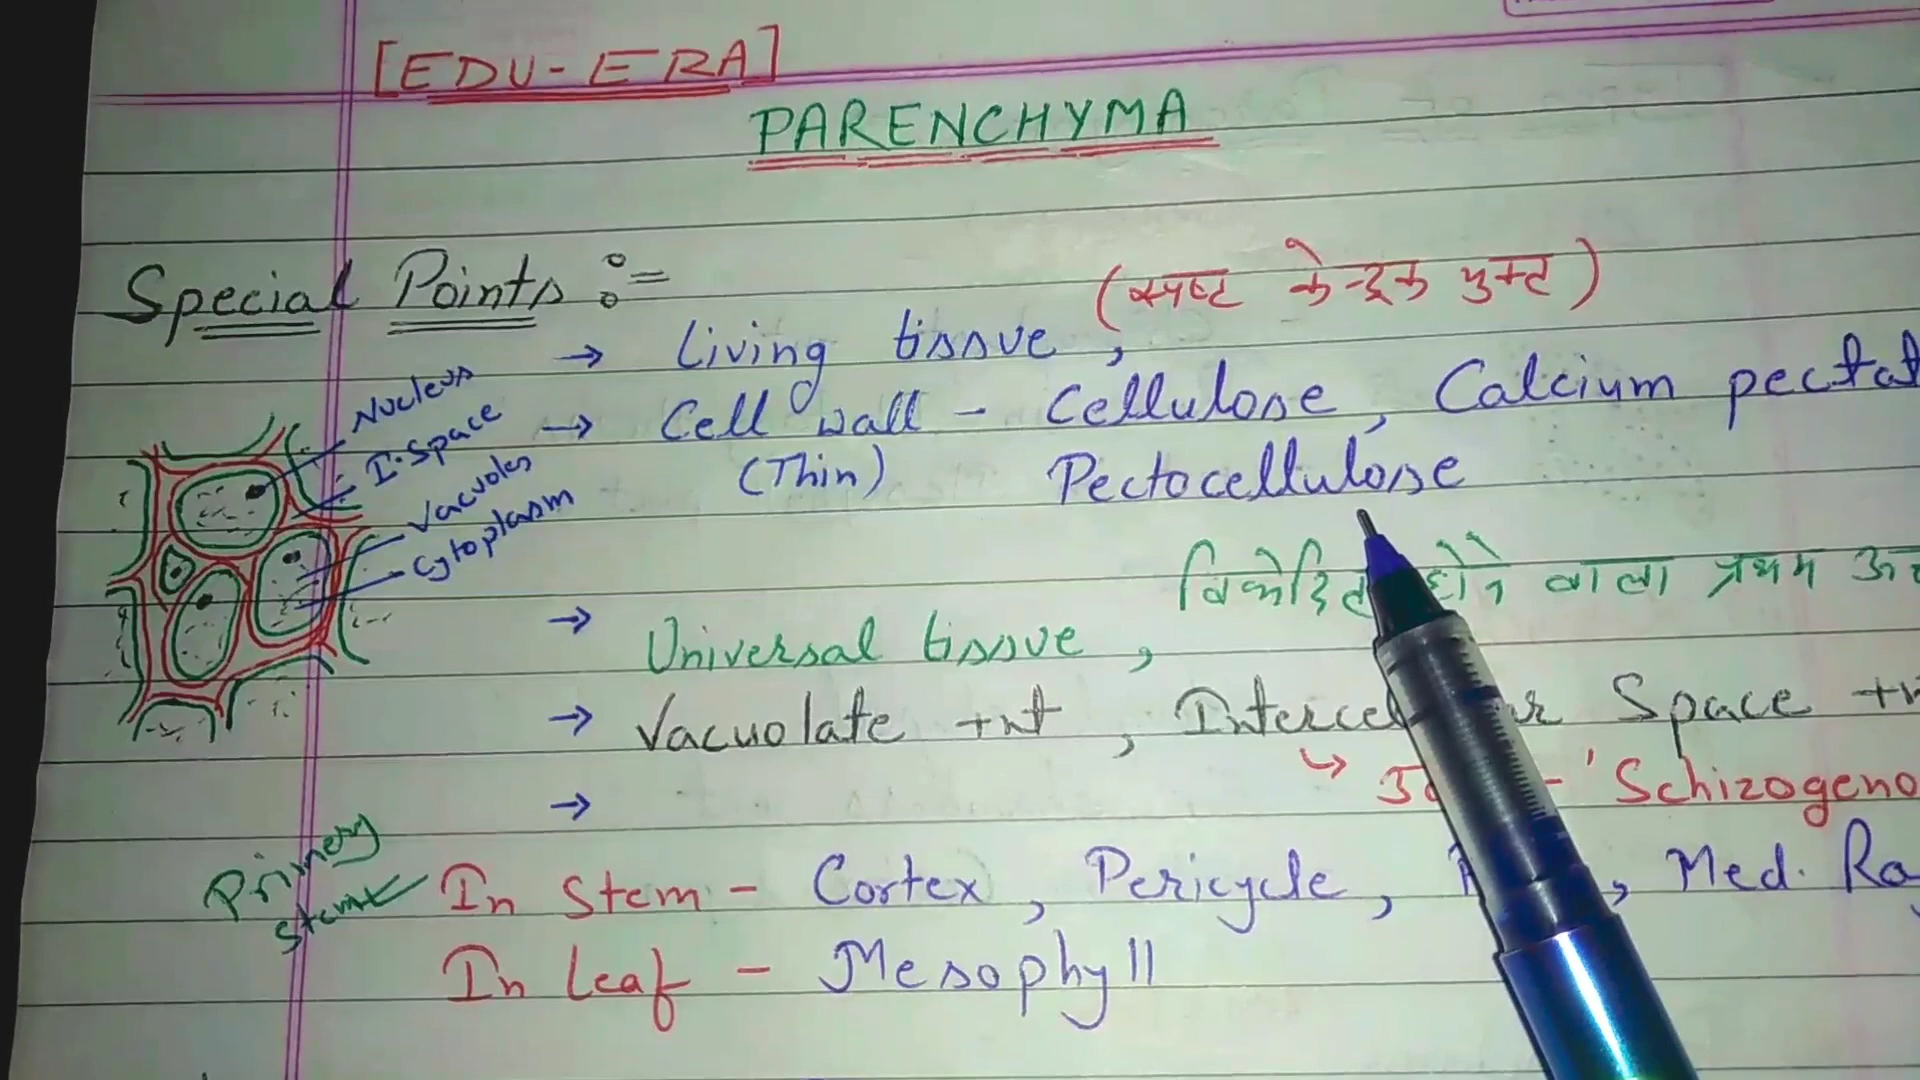 [EDU-ERA]
PARENCHYMA
Special Points :=
(स्पष्ट केन्द्रक युक्त)
→ Living tissue,
→ Cell wall - Cellulose, Calcium pectat
(Thin) Pectocellulose
Nucleus
I.Space
Vacuoles
Cytoplasm
होने वाला प्रथम
→ Universal tissue,
→ Vacuolate +nt, Space
→
↳ - 'Schizogeno
Primery
stem
In Stem - Cortex, Pericycle, , Med. Ra
In leaf - Mesophyll